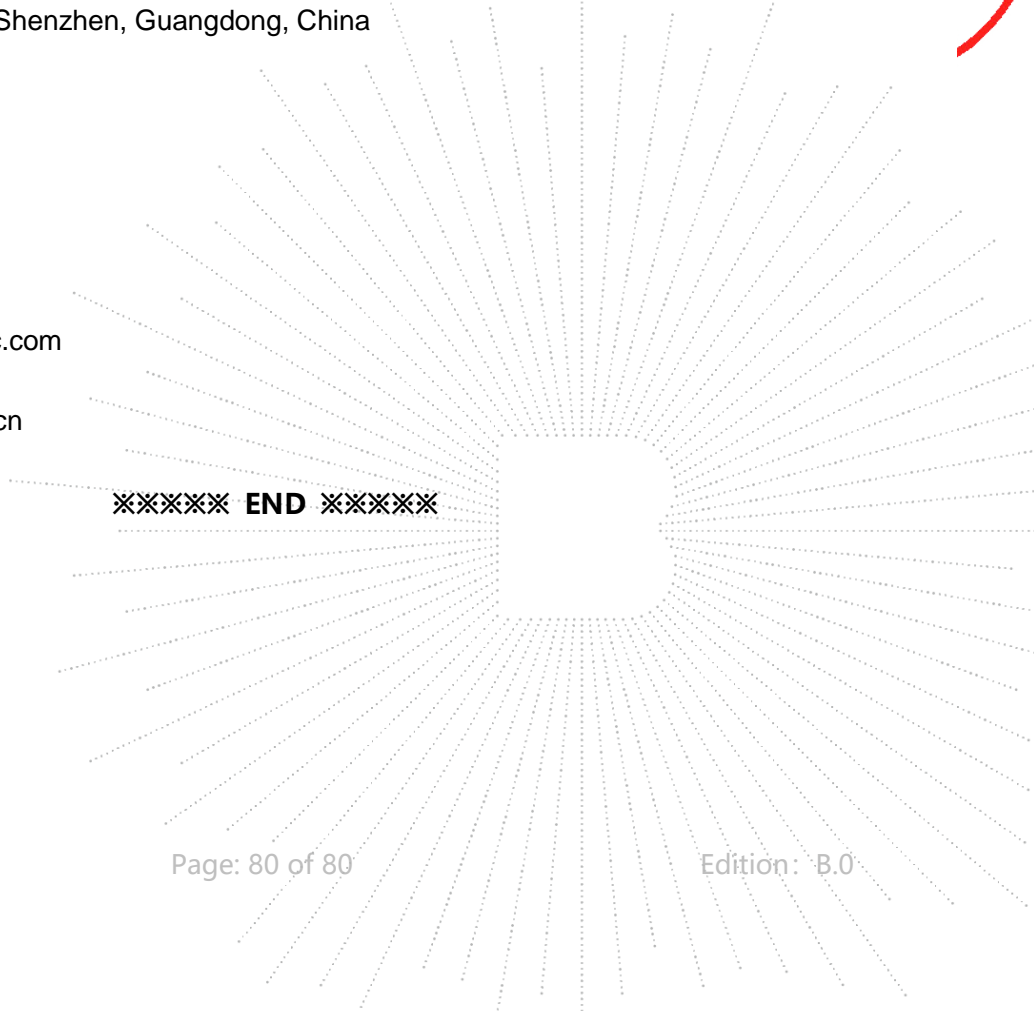 Shenzhen, Guangdong, China
.com
cn
※※※※※ END ※※※※※
Page: 80 of 80 Edition: B.0